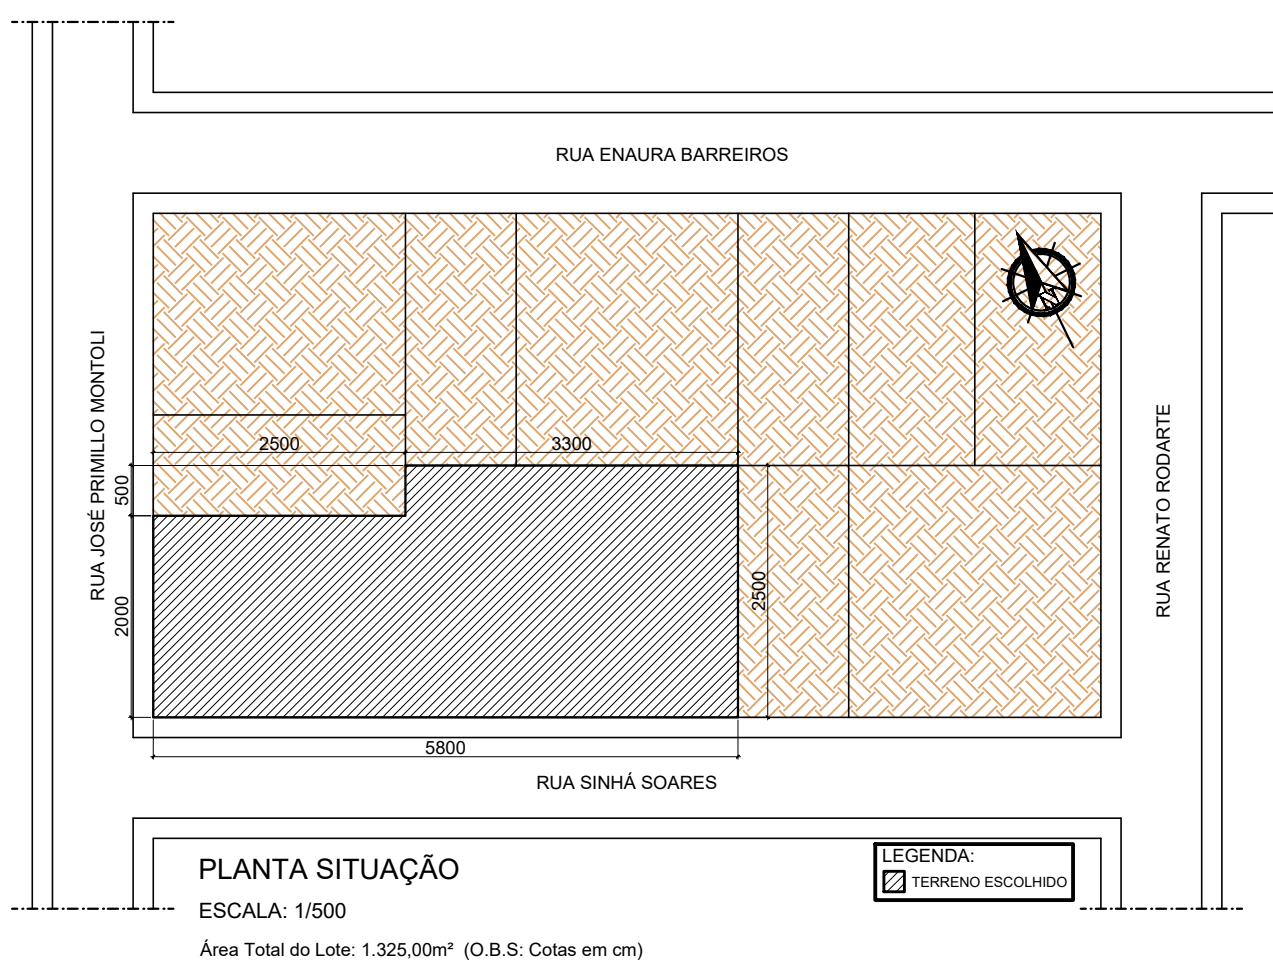 RUA ENAURA BARREIROS
RUA JOSÉ PRIMILLO MONTOLI
2500
3300
500
2000
2500
RUA RENATO RODARTE
5800
RUA SINHÁ SOARES
PLANTA SITUAÇÃO
ESCALA: 1/500
Área Total do Lote: 1.325,00m² (O.B.S: Cotas em cm)
LEGENDA:
TERRENO ESCOLHIDO